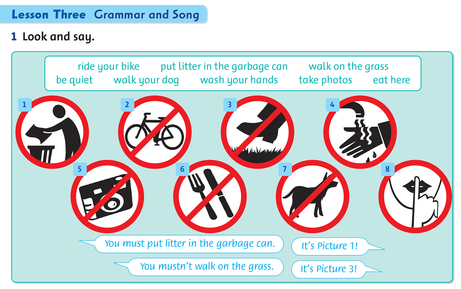 Lesson Three Grammar and Song
1 Look and say.
ride your bike put litter in the garbage can walk on the grass
be quiet walk your dog wash your hands take photos eat here
1 2 3 4
5 6 7 8
You must put litter in the garbage can. It's Picture 1!
You mustn't walk on the grass. It's Picture 3!